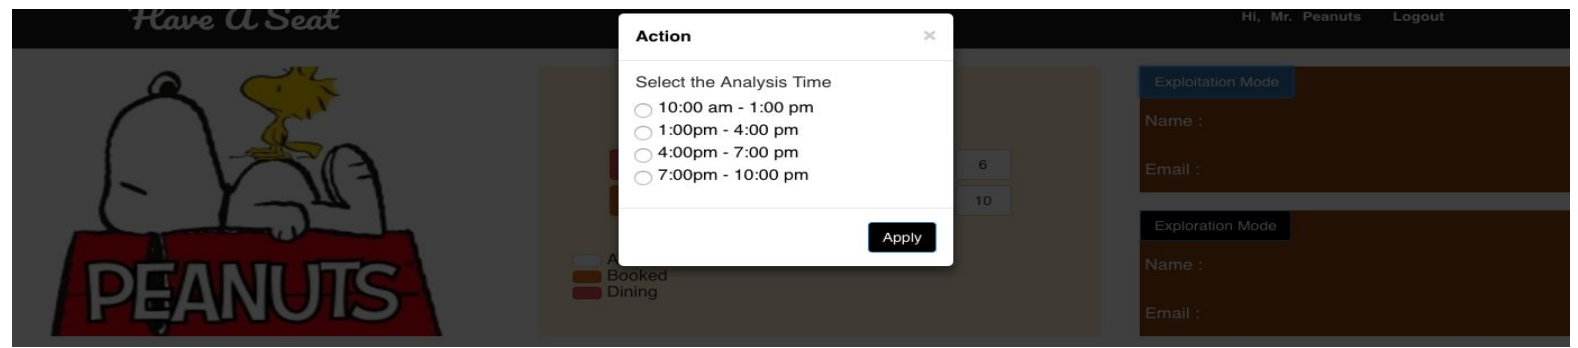 Have A Seat
Hi, Mr. Peanuts Logout
Action ×
Select the Analysis Time
10:00 am - 1:00 pm
1:00pm - 4:00 pm
4:00pm - 7:00 pm
7:00pm - 10:00 pm
Apply
6
10
A
Booked
Dining
PEANUTS
Exploitation Mode
Name :
Email :
Exploration Mode
Name :
Email :